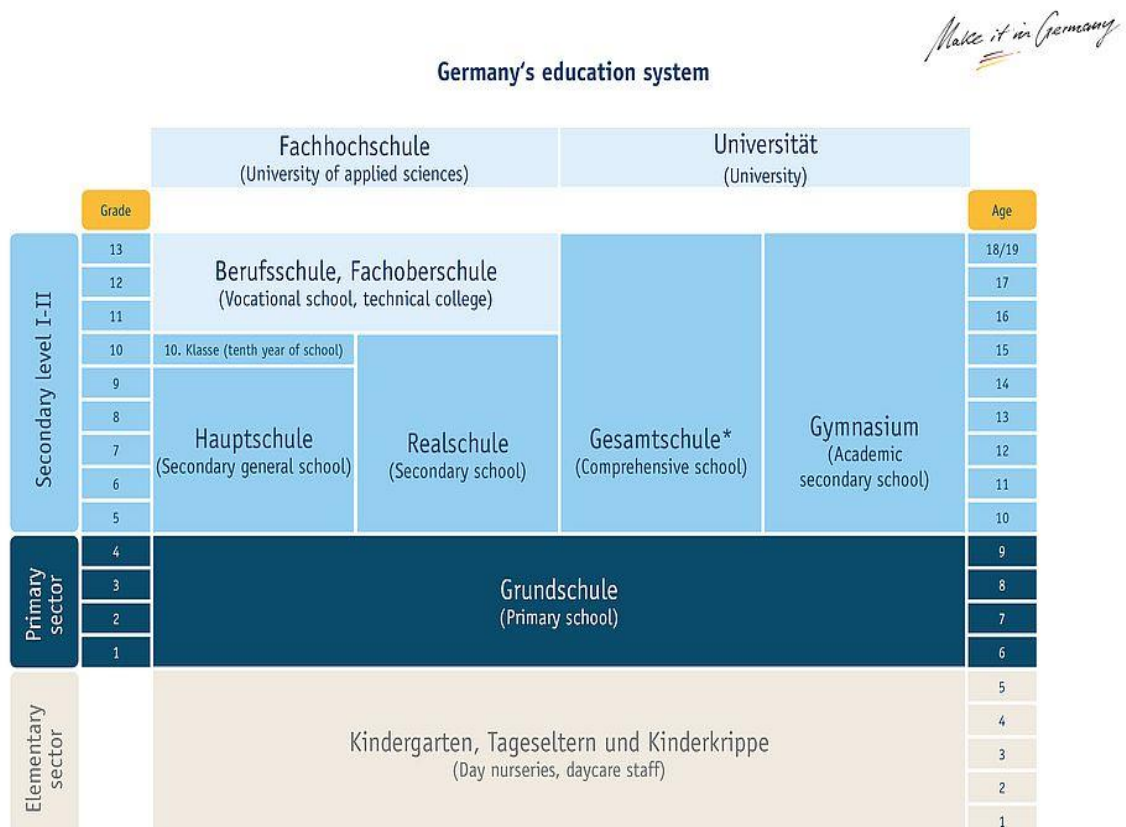 Make it in Germany
Germany‘s education system
Fachhochschule
(University of applied sciences)
Universität
(University)
Grade
Age
Secondary level I-II
13
12
11
10
9
8
7
6
5
Berufsschule, Fachoberschule
(Vocational school, technical college)
10. Klasse (tenth year of school)
Hauptschule
(Secondary general school)
Realschule
(Secondary school)
Gesamtschule*
(Comprehensive school)
Gymnasium
(Academic
secondary school)
18/19
17
16
15
14
13
12
11
10
Primary
sector
4
3
2
1
Grundschule
(Primary school)
9
8
7
6
Elementary
sector
Kindergarten, Tageseltern und Kinderkrippe
(Day nurseries, daycare staff)
5
4
3
2
1